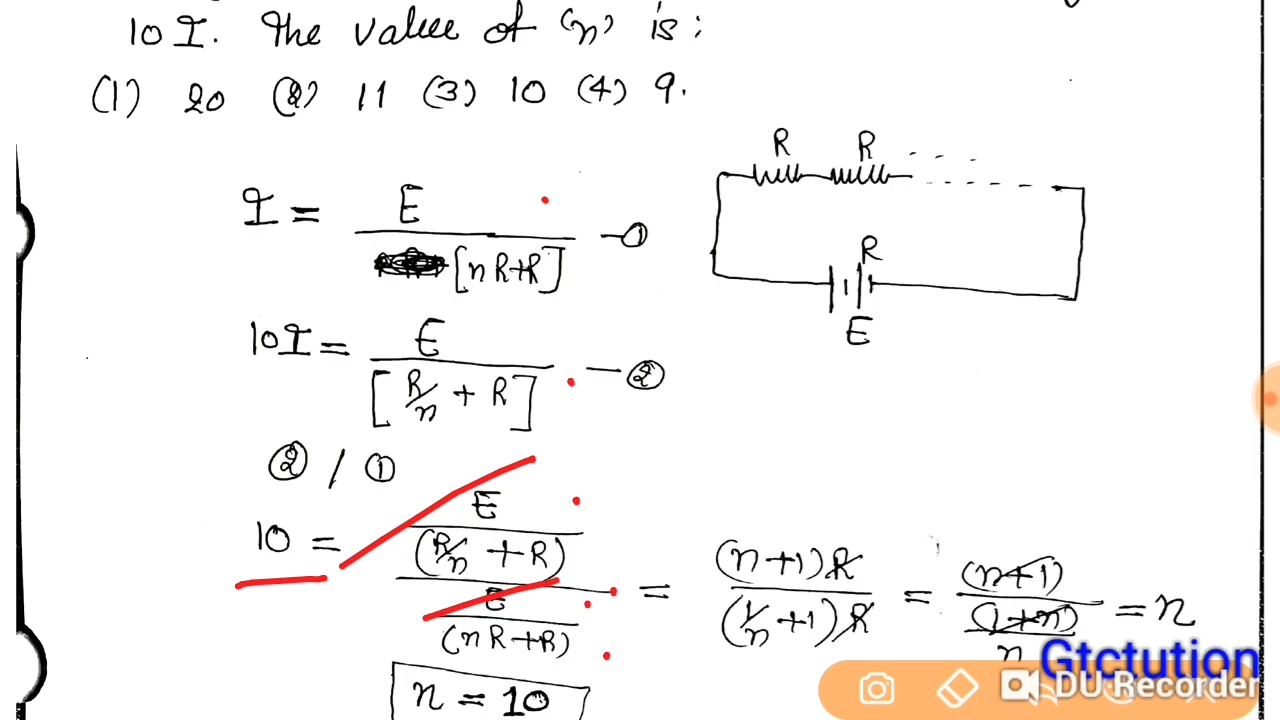 10 I. The value of 'n' is:
(1) 20 (2) 11 (3) 10 (4) 9.
R R
I = E / [nR+R] —①
R
E
10I = E / [R/n + R] —②
② / ①
10 = E / (R/n + R) / E / (nR+R) = (n+1)R / (1/n+1)R = (n+1) / (1+n) / n = n
n = 10
Gtctution
DU Recorder